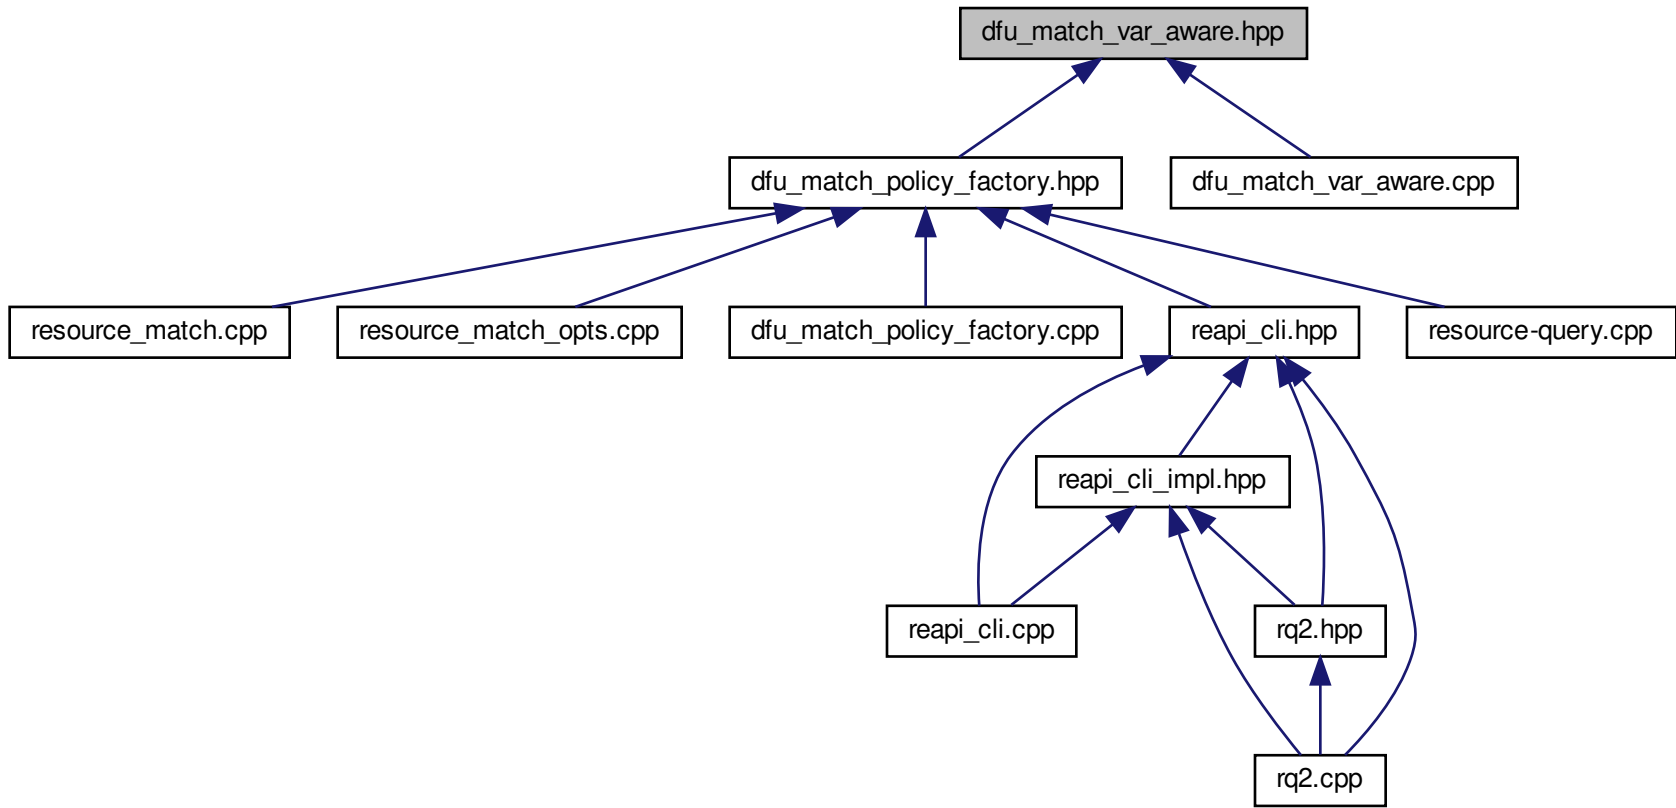 dfu_match_var_aware.hpp
dfu_match_policy_factory.hpp
dfu_match_var_aware.cpp
resource_match.cpp
resource_match_opts.cpp
dfu_match_policy_factory.cpp
reapi_cli.hpp
resource-query.cpp
reapi_cli_impl.hpp
reapi_cli.cpp
rq2.hpp
rq2.cpp